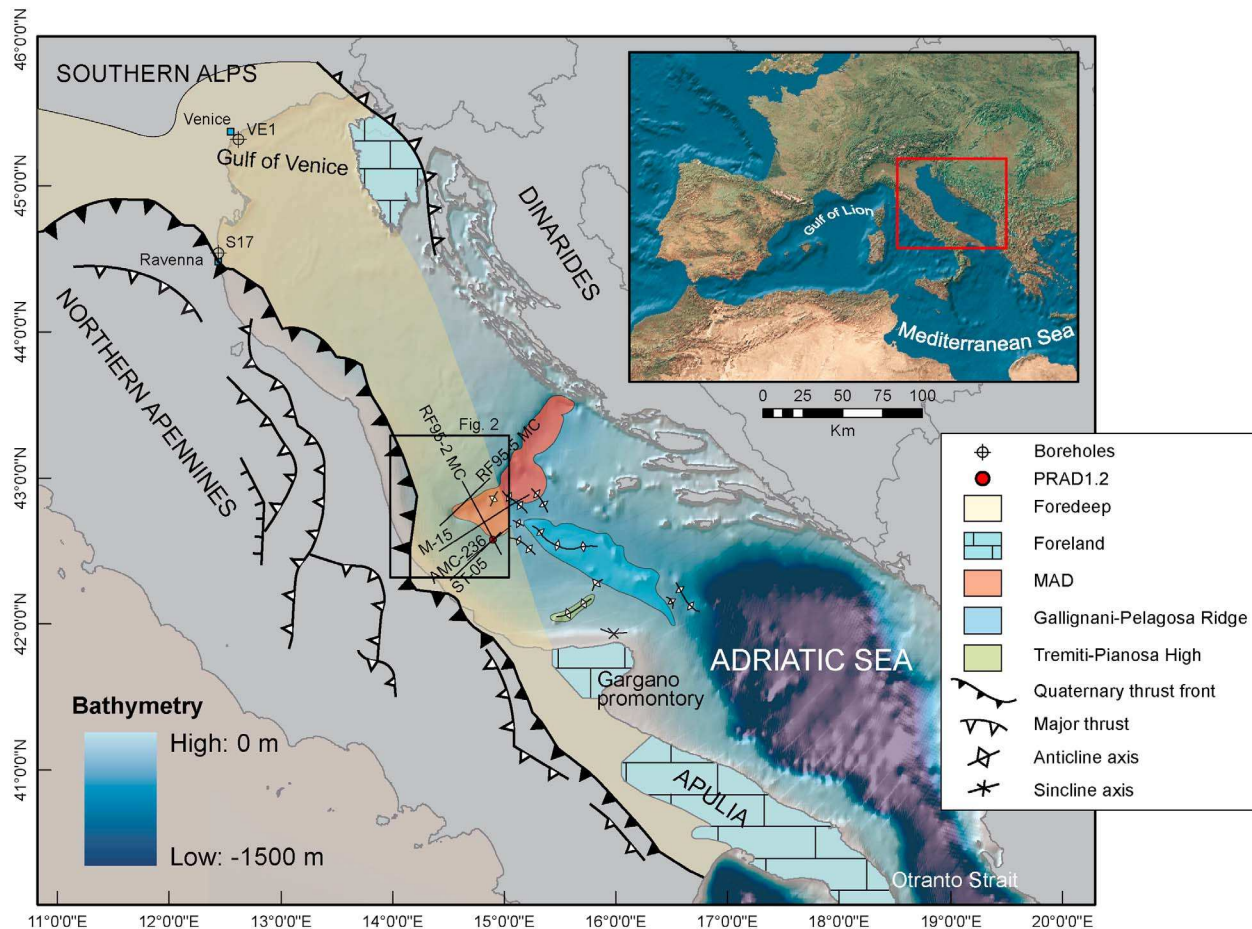 46°0'0"N
45°0'0"N
44°0'0"N
43°0'0"N
42°0'0"N
41°0'0"N
SOUTHERN ALPS
Venice
VE1
Gulf of Venice
S17
Ravenna
DINARIDES
NORTHERN APENNINES
Fig. 2
RF95-2 MC
RF95-5 MC
M-15
AMC-236
ST-05
Gargano
promontory
ADRIATIC SEA
APULIA
Otranto Strait
Gulf of Lion
Mediterranean Sea
0 25 50 75 100
Km
Boreholes
PRAD1.2
Foredeep
Foreland
MAD
Gallignani-Pelagosa Ridge
Tremiti-Pianosa High
Quaternary thrust front
Major thrust
Anticline axis
Sincline axis
Bathymetry
High: 0 m
Low: -1500 m
11°0'0"E 12°0'0"E 13°0'0"E 14°0'0"E 15°0'0"E 16°0'0"E 17°0'0"E 18°0'0"E 19°0'0"E 20°0'0"E